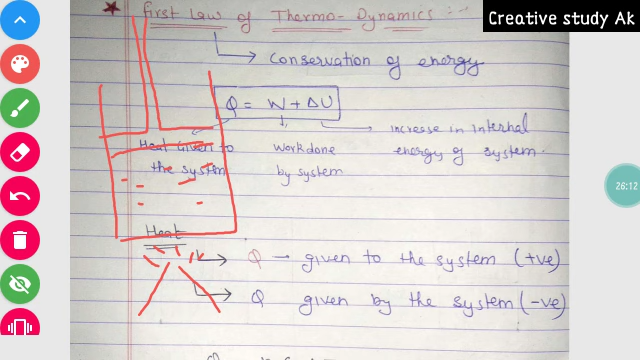 Creative study Ak
★ First Law of Thermo-Dynamics :-
→ Conservation of energy
Q = W + ΔU
Heat given to the system
work done by system
→ increase in internal energy of system.
26:12
Heat
→ Q → given to the system (+ve)
→ Q given by the system (-ve)